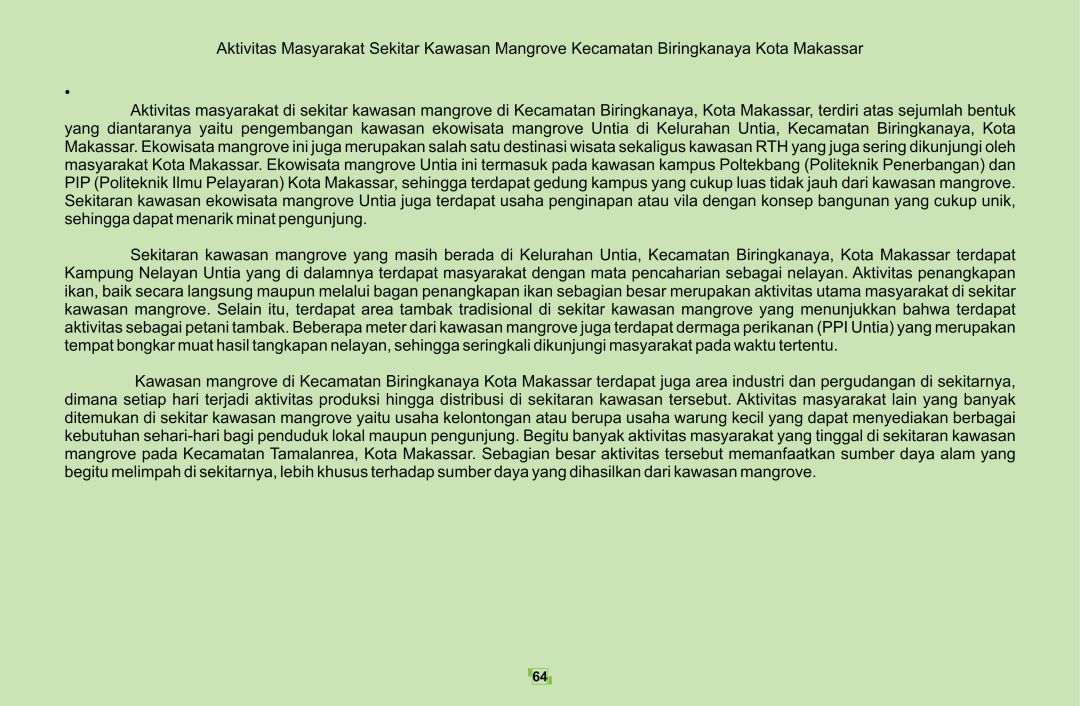 Aktivitas Masyarakat Sekitar Kawasan Mangrove Kecamatan Biringkanaya Kota Makassar
•
Aktivitas masyarakat di sekitar kawasan mangrove di Kecamatan Biringkanaya, Kota Makassar, terdiri atas sejumlah bentuk
yang diantaranya yaitu pengembangan kawasan ekowisata mangrove Untia di Kelurahan Untia, Kecamatan Biringkanaya, Kota
Makassar. Ekowisata mangrove ini juga merupakan salah satu destinasi wisata sekaligus kawasan RTH yang juga sering dikunjungi oleh
masyarakat Kota Makassar. Ekowisata mangrove Untia ini termasuk pada kawasan kampus Poltekbang (Politeknik Penerbangan) dan
PIP (Politeknik Ilmu Pelayaran) Kota Makassar, sehingga terdapat gedung kampus yang cukup luas tidak jauh dari kawasan mangrove.
Sekitaran kawasan ekowisata mangrove Untia juga terdapat usaha penginapan atau vila dengan konsep bangunan yang cukup unik,
sehingga dapat menarik minat pengunjung.
Sekitaran kawasan mangrove yang masih berada di Kelurahan Untia, Kecamatan Biringkanaya, Kota Makassar terdapat
Kampung Nelayan Untia yang di dalamnya terdapat masyarakat dengan mata pencaharian sebagai nelayan. Aktivitas penangkapan
ikan, baik secara langsung maupun melalui bagan penangkapan ikan sebagian besar merupakan aktivitas utama masyarakat di sekitar
kawasan mangrove. Selain itu, terdapat area tambak tradisional di sekitar kawasan mangrove yang menunjukkan bahwa terdapat
aktivitas sebagai petani tambak. Beberapa meter dari kawasan mangrove juga terdapat dermaga perikanan (PPI Untia) yang merupakan
tempat bongkar muat hasil tangkapan nelayan, sehingga seringkali dikunjungi masyarakat pada waktu tertentu.
Kawasan mangrove di Kecamatan Biringkanaya Kota Makassar terdapat juga area industri dan pergudangan di sekitarnya,
dimana setiap hari terjadi aktivitas produksi hingga distribusi di sekitaran kawasan tersebut. Aktivitas masyarakat lain yang banyak
ditemukan di sekitar kawasan mangrove yaitu usaha kelontongan atau berupa usaha warung kecil yang dapat menyediakan berbagai
kebutuhan sehari-hari bagi penduduk lokal maupun pengunjung. Begitu banyak aktivitas masyarakat yang tinggal di sekitaran kawasan
mangrove pada Kecamatan Tamalanrea, Kota Makassar. Sebagian besar aktivitas tersebut memanfaatkan sumber daya alam yang
begitu melimpah di sekitarnya, lebih khusus terhadap sumber daya yang dihasilkan dari kawasan mangrove.
64